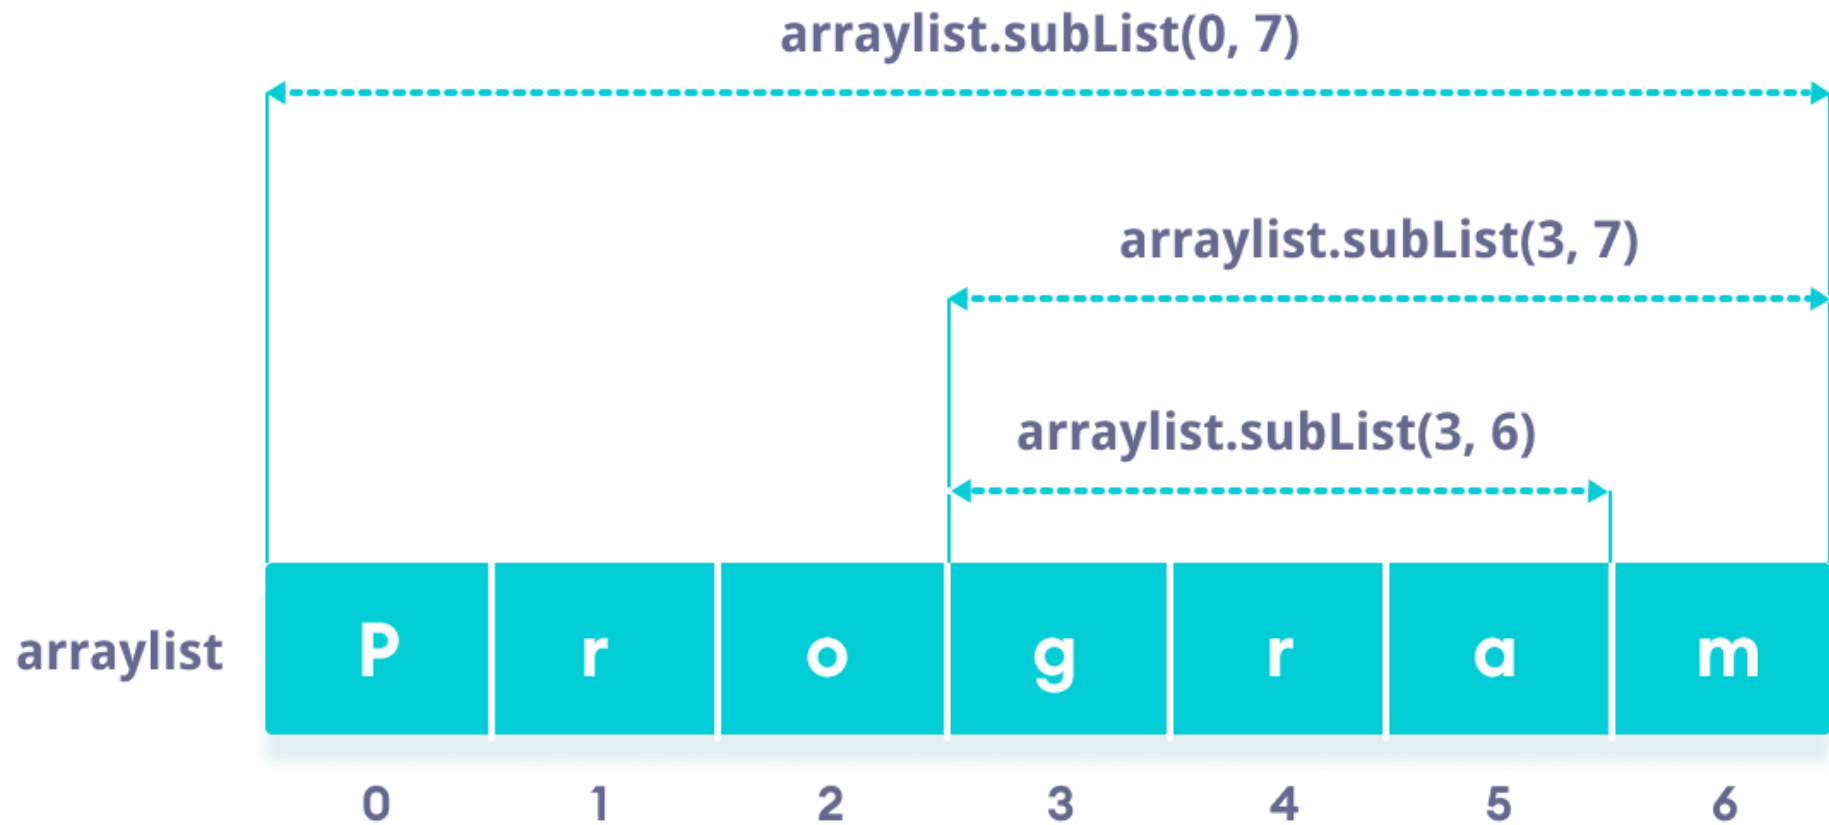 arraylist.subList(0, 7)
arraylist.subList(3, 7)
arraylist.subList(3, 6)
arraylist P r o g r a m
0 1 2 3 4 5 6